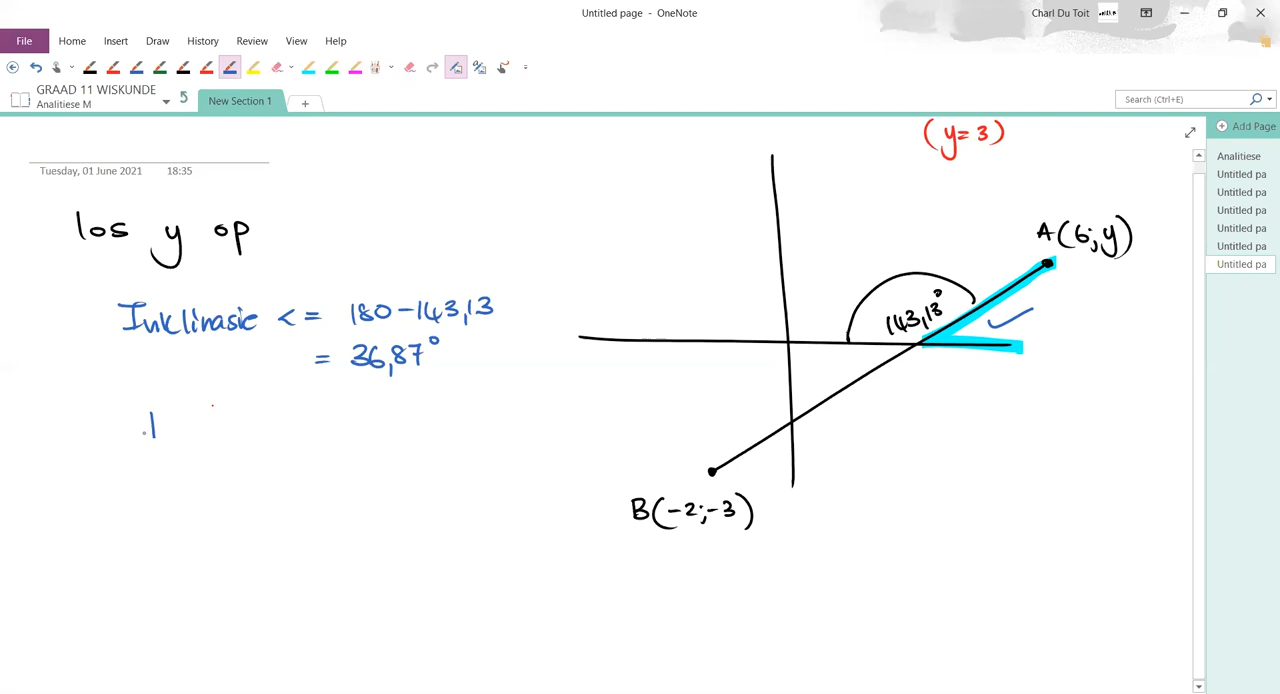 Untitled page - OneNote
Charl Du Toit
File Home Insert Draw History Review View Help
GRAAD 11 WISKUNDE
Analitiese M
New Section 1
Search (Ctrl+E)
Add Page
Analitiese
Untitled pa
Untitled pa
Untitled pa
Untitled pa
Untitled pa
Untitled pa
Tuesday, 01 June 2021 18:35
(y=3)
los y op
A(6;y)
Inklinasie < = 180-143,13
= 36,87°
143,13°
B(-2;-3)